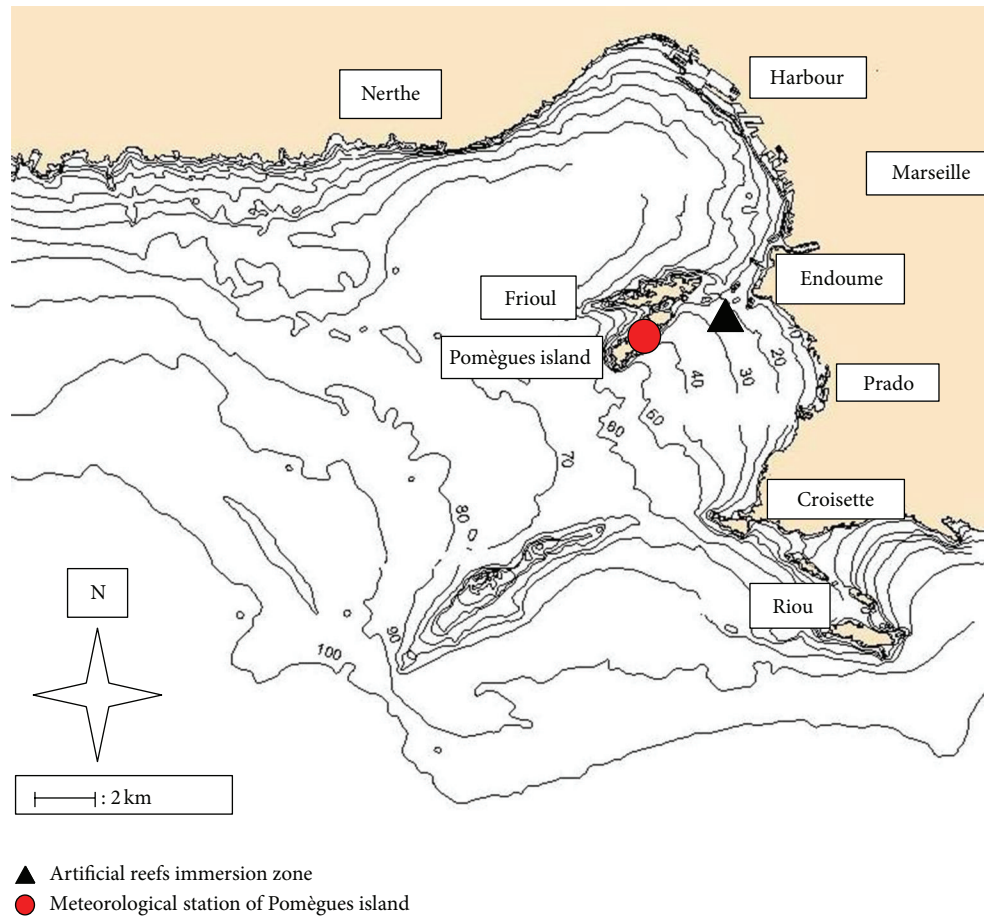 Harbour
Nerthe
Marseille
Endoume
Frioul
Pomègues island
20
30
40
Prado
60
60
70
Croisette
80
N
Riou
90
100
: 2 km
Artificial reefs immersion zone
Meteorological station of Pomègues island